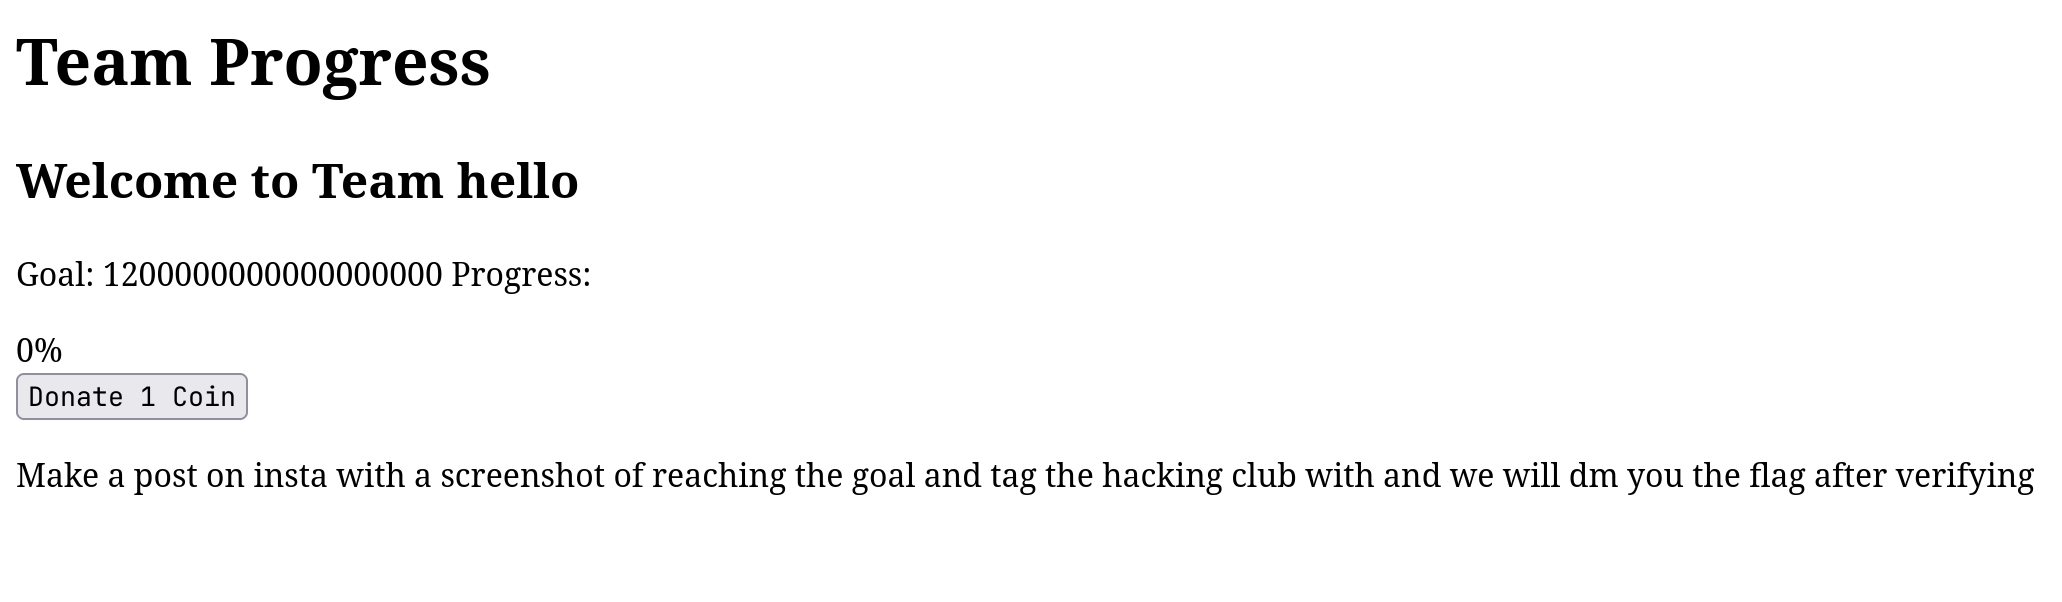 Team Progress
Welcome to Team hello
Goal: 1200000000000000000 Progress:
0%
Donate 1 Coin
Make a post on insta with a screenshot of reaching the goal and tag the hacking club with and we will dm you the flag after verifying